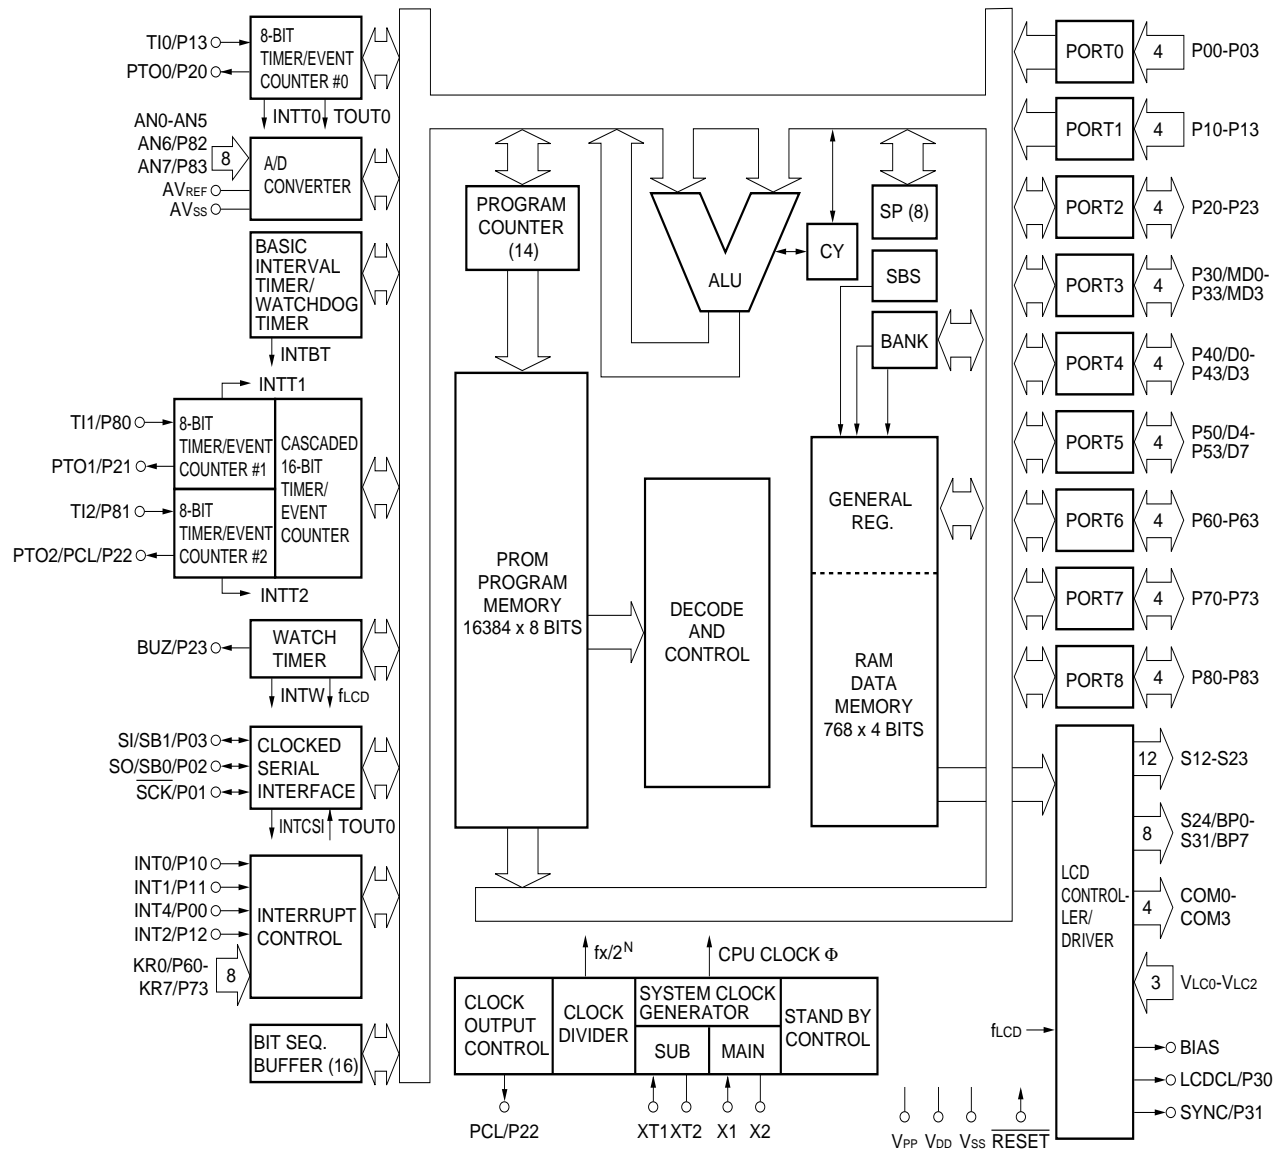 TI0/P13
PTO0/P20
8-BIT
TIMER/EVENT
COUNTER #0
INTT0
TOUT0
AN0-AN5
AN6/P82
AN7/P83
8
AVREF
AVSS
A/D
CONVERTER
BASIC
INTERVAL
TIMER/
WATCHDOG
TIMER
INTBT
INTT1
TI1/P80
PTO1/P21
8-BIT
TIMER/EVENT
COUNTER #1
TI2/P81
PTO2/PCL/P22
8-BIT
TIMER/EVENT
COUNTER #2
CASCADED
16-BIT
TIMER/
EVENT
COUNTER
INTT2
BUZ/P23
WATCH
TIMER
INTW
fLCD
SI/SB1/P03
SO/SB0/P02
SCK/P01
CLOCKED
SERIAL
INTERFACE
INTCSI
TOUT0
INT0/P10
INT1/P11
INT4/P00
INT2/P12
KR0/P60-
KR7/P73
8
INTERRUPT
CONTROL
BIT SEQ.
BUFFER (16)
PROGRAM
COUNTER
(14)
ALU
CY
SP (8)
SBS
BANK
PROM
PROGRAM
MEMORY
16384 x 8 BITS
DECODE
AND
CONTROL
GENERAL
REG.
RAM
DATA
MEMORY
768 x 4 BITS
fx/2N
CPU CLOCK Φ
CLOCK
OUTPUT
CONTROL
CLOCK
DIVIDER
SYSTEM CLOCK
GENERATOR
SUB
MAIN
STAND BY
CONTROL
PCL/P22
XT1
XT2
X1
X2
VPP
VDD
VSS
RESET
PORT0
4
P00-P03
PORT1
4
P10-P13
PORT2
4
P20-P23
PORT3
4
P30/MD0-
P33/MD3
PORT4
4
P40/D0-
P43/D3
PORT5
4
P50/D4-
P53/D7
PORT6
4
P60-P63
PORT7
4
P70-P73
PORT8
4
P80-P83
LCD
CONTROL-
LER/
DRIVER
12
S12-S23
8
S24/BP0-
S31/BP7
4
COM0-
COM3
3
VLC0-VLC2
fLCD
BIAS
LCDCL/P30
SYNC/P31